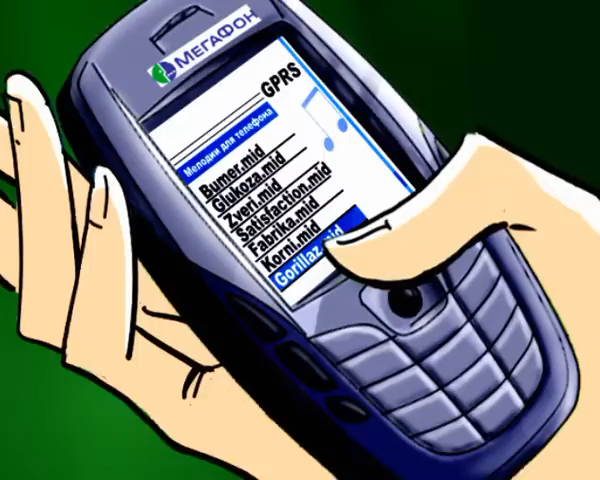 МЕГАФОН
GPRS
Мелодии для телефона
Bumer.mid
Glukoza.mid
Zveri.mid
Satisfaction.mid
Fabrika.mid
Korni.mid
Gorillaz.mid